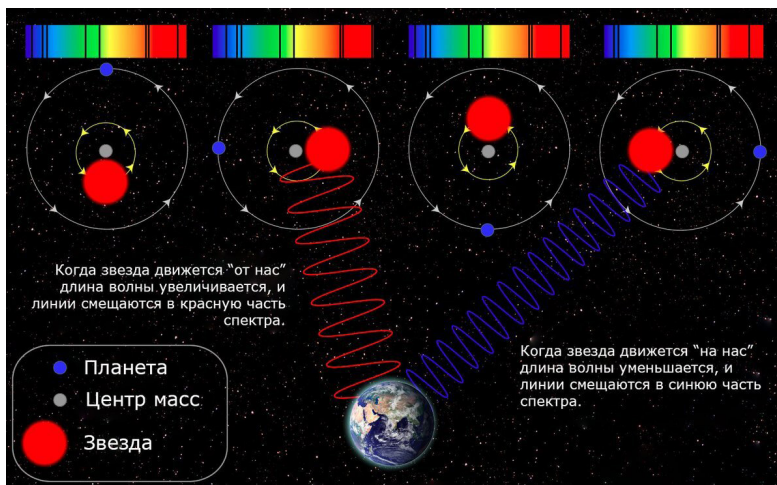 Когда звезда движется “от нас”
длина волны увеличивается, и
линии смещаются в красную часть
спектра.
Когда звезда движется “на нас”
длина волны уменьшается, и
линии смещаются в синюю часть
спектра.
Планета
Центр масс
Звезда